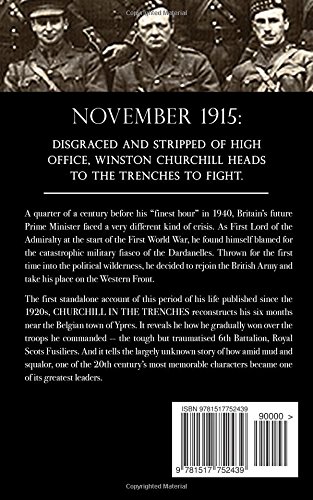 NOVEMBER 1915:
DISGRACED AND STRIPPED OF HIGH
OFFICE, WINSTON CHURCHILL HEADS
TO THE TRENCHES TO FIGHT.
A quarter of a century before his “finest hour” in 1940, Britain's future
Prime Minister faced a very different kind of crisis. As First Lord of the
Admiralty at the start of the First World War, he found himself blamed for
the catastrophic military fiasco of the Dardanelles. Thrown for the first
time into the political wilderness, he decided to rejoin the British Army and
take his place on the Western Front.
The first standalone account of this period of his life published since the
1920s, CHURCHILL IN THE TRENCHES reconstructs his six months
near the Belgian town of Ypres. It reveals how he gradually won over the
troops he commanded -- the tough but traumatised 6th Battalion, Royal
Scots Fusiliers. And it tells the largely unknown story of how amid mud and
squalor, one of the 20th century's most memorable characters became one
of its greatest leaders.
ISBN 9781517752439
90000 >
9 781517 752439